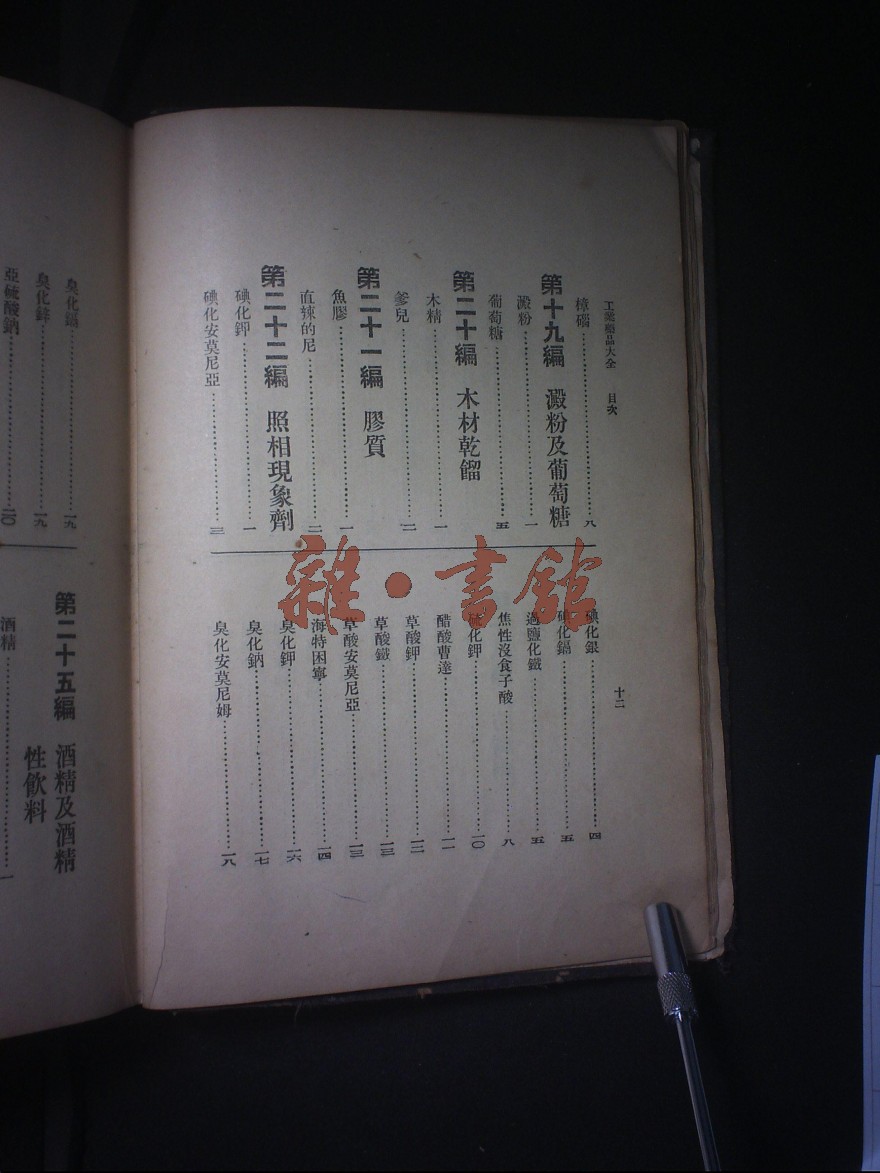 工業藥品大全 目次
十二
樟腦……八
第十九編 澱粉及葡萄糖
澱粉……一
葡萄糖……五
第二十編 木材乾餾
木精……一
爹兒……二
第二十一編 膠質
魚膠……一
直辣的尼……二
第二十二編 照相現象劑
碘化鉀……一
碘化安莫尼亞……三
碘化銀……四
碘化鎘……五
過鹽化鐵……五
焦性沒食子酸……八
硫化鉀……一〇
醋酸曹達……一一
草酸鉀……一二
草酸鐵……一三
草酸安莫尼亞……一三
海特困寧……一四
臭化鉀……一六
臭化鈉……一七
臭化安莫尼姆……一八
臭化鎘……一九
臭化鋅……一九
亞硫酸鈉……二〇
第二十五編 酒精及酒精性飲料
酒精……一
雜·書館